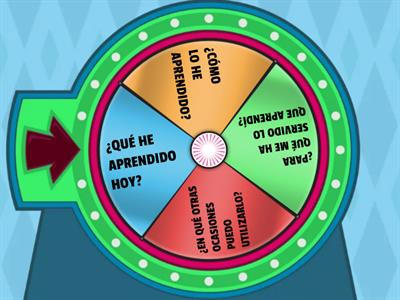 ¿QUÉ HE
APRENDIDO
HOY?
¿CÓMO
LO HE
APRENDIDO?
¿PARA
QUÉ ME HA
SERVIDO LO
QUE APRENDÍ?
¿EN QUÉ OTRAS
OCASIONES
PUEDO
UTILIZARLO?